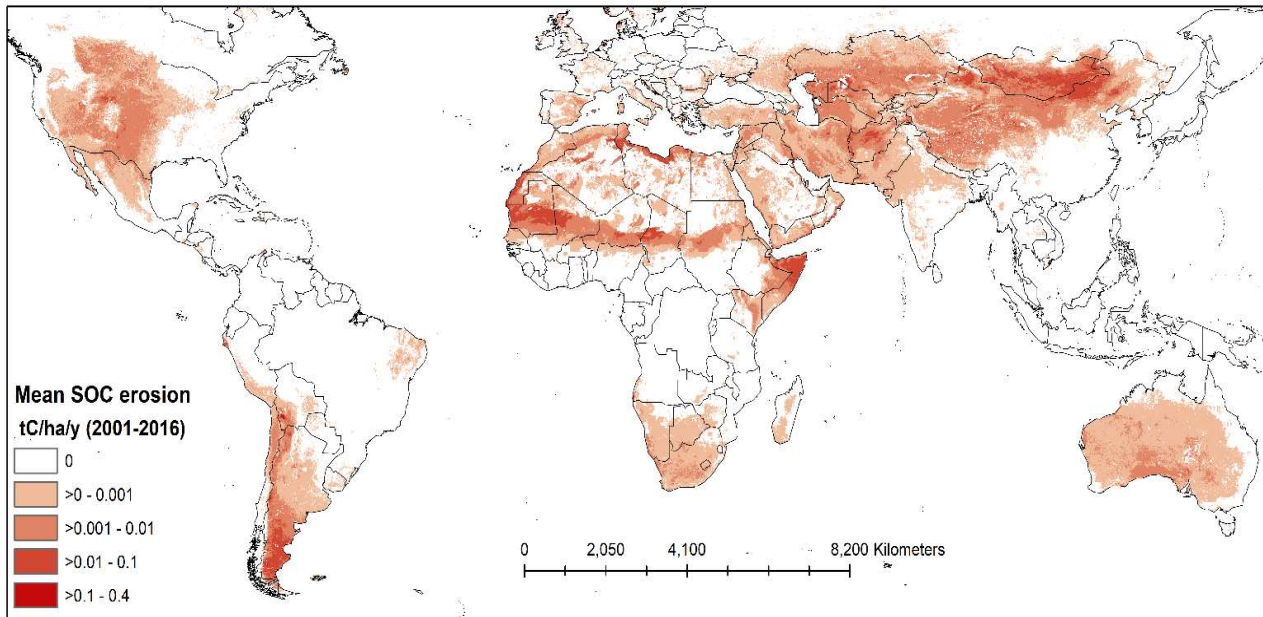 Mean SOC erosion
tC/ha/y (2001-2016)
0
>0 - 0.001
>0.001 - 0.01
>0.01 - 0.1
>0.1 - 0.4
0 2,050 4,100 8,200 Kilometers